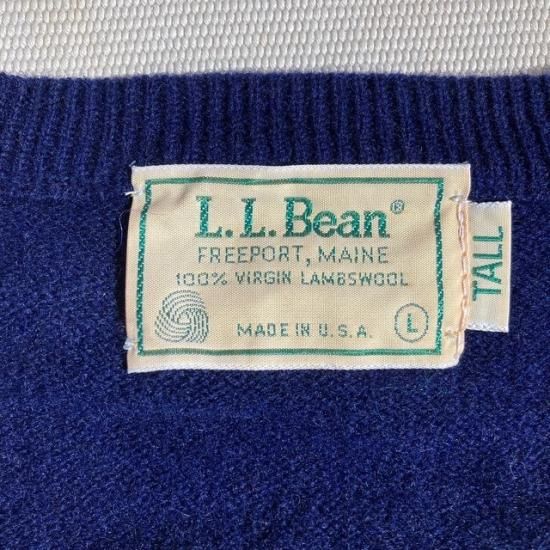 L.L.Bean®
FREEPORT, MAINE
100% VIRGIN LAMBSWOOL
MADE IN U.S.A. L
TALL